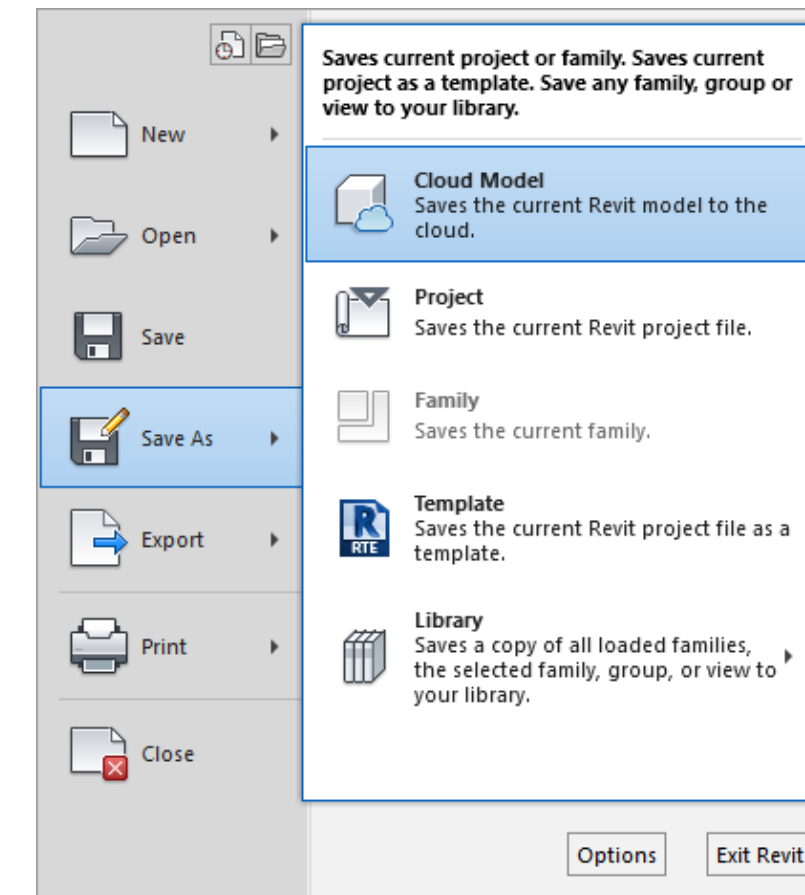 Saves current project or family. Saves current
project as a template. Save any family, group or
view to your library.
New
Open
Save
Save As
Export
Print
Close
Cloud Model
Saves the current Revit model to the
cloud.
Project
Saves the current Revit project file.
Family
Saves the current family.
Template
Saves the current Revit project file as a
template.
R
RTE
Library
Saves a copy of all loaded families,
the selected family, group, or view to
your library.
Options
Exit Revit